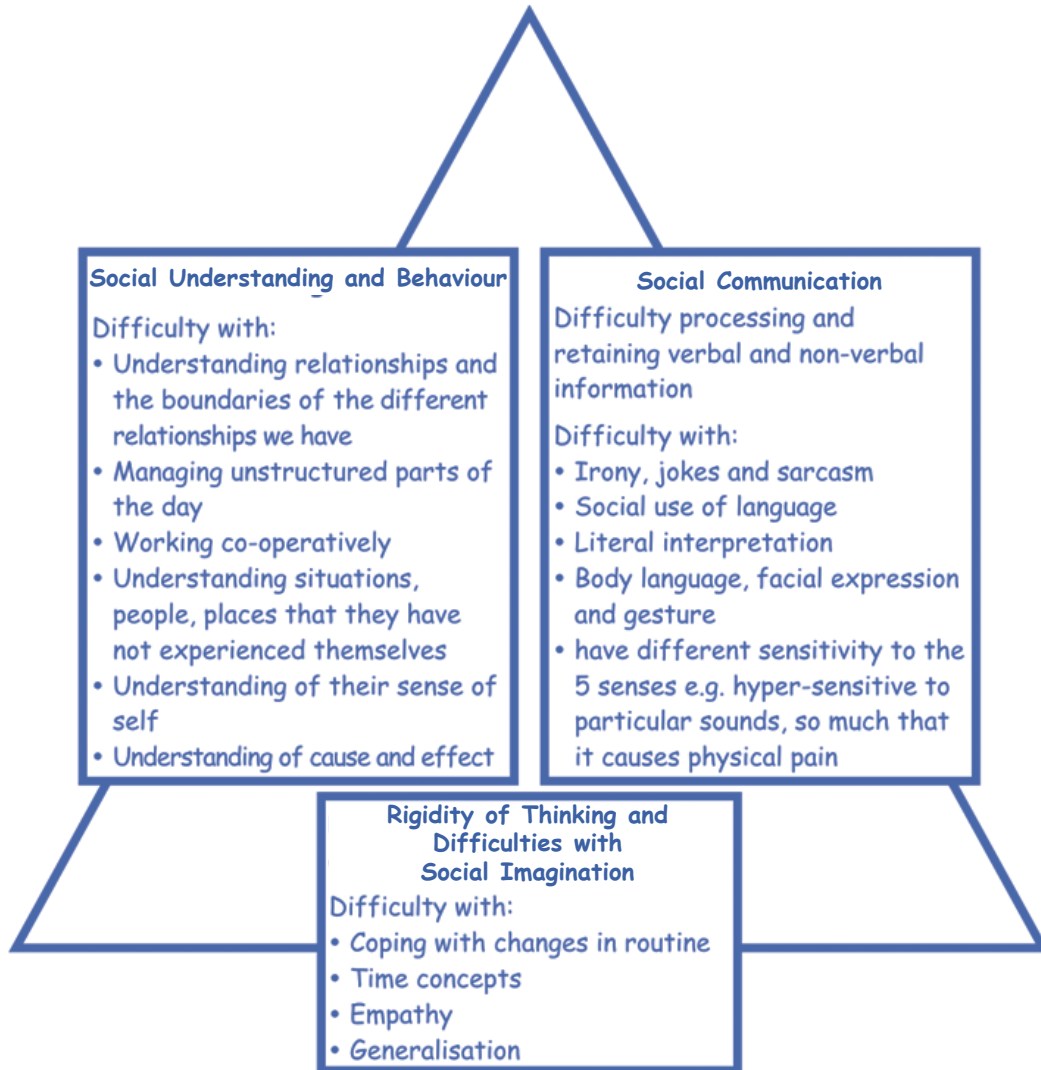 Social Understanding and Behaviour
Difficulty with:
• Understanding relationships and
the boundaries of the different
relationships we have
• Managing unstructured parts of
the day
• Working co-operatively
• Understanding situations,
people, places that they have
not experienced themselves
• Understanding of their sense of
self
• Understanding of cause and effect
Social Communication
Difficulty processing and
retaining verbal and non-verbal
information
Difficulty with:
• Irony, jokes and sarcasm
• Social use of language
• Literal interpretation
• Body language, facial expression
and gesture
• have different sensitivity to the
5 senses e.g. hyper-sensitive to
particular sounds, so much that
it causes physical pain
Rigidity of Thinking and
Difficulties with
Social Imagination
Difficulty with:
• Coping with changes in routine
• Time concepts
• Empathy
• Generalisation